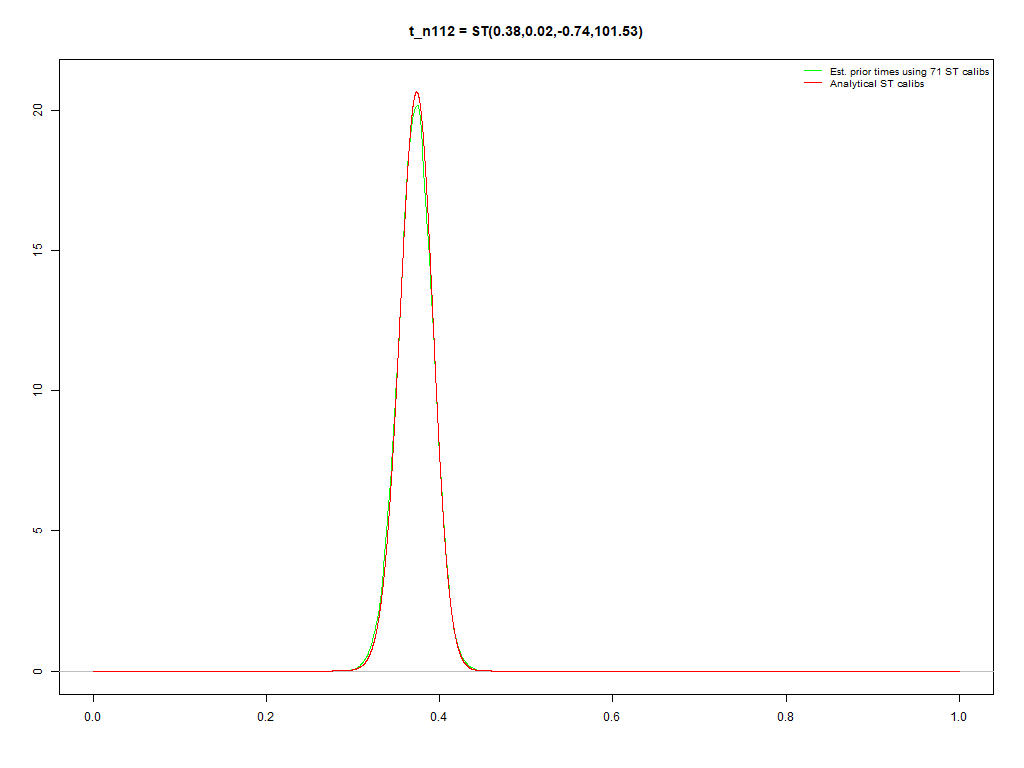 t_n112 = ST(0.38,0.02,-0.74,101.53)
Est. prior times using 71 ST calibs
Analytical ST calibs
20
15
10
5
0
0.0 0.2 0.4 0.6 0.8 1.0